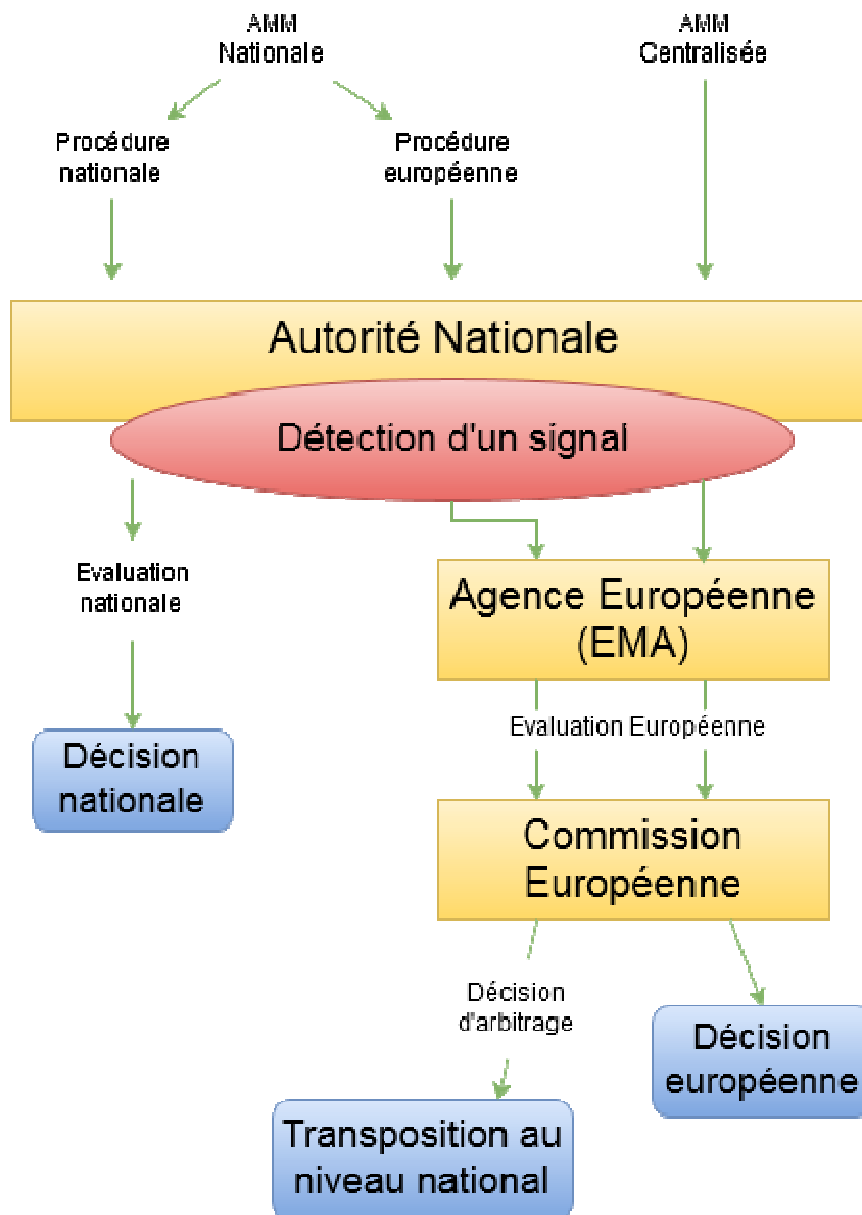 AMM
Nationale
AMM
Centralisée
Procédure
nationale
Procédure
européenne
Autorité Nationale
Détection d'un signal
Evaluation
nationale
Agence Européenne
(EMA)
Evaluation Européenne
Décision
nationale
Commission
Européenne
Décision
d'arbitrage
Décision
européenne
Transposition au
niveau national